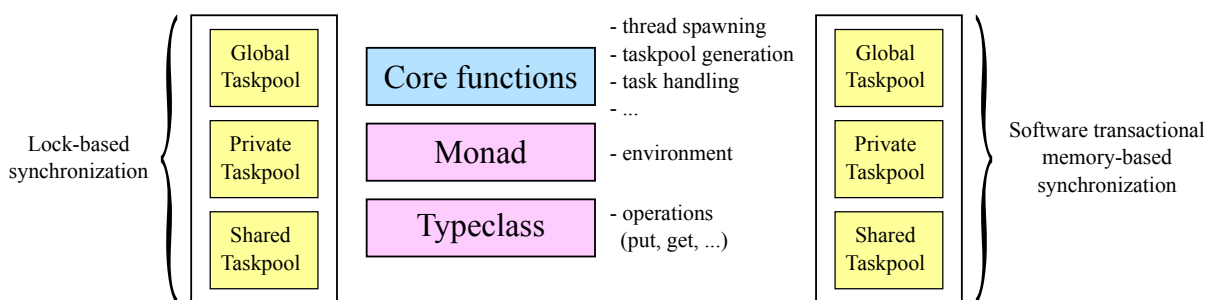 Lock-based
synchronization
Global
Taskpool
Private
Taskpool
Shared
Taskpool
Core functions
- thread spawning
- taskpool generation
- task handling
- ...
Monad
- environment
Typeclass
- operations
(put, get, ...)
Global
Taskpool
Private
Taskpool
Shared
Taskpool
Software transactional
memory-based
synchronization